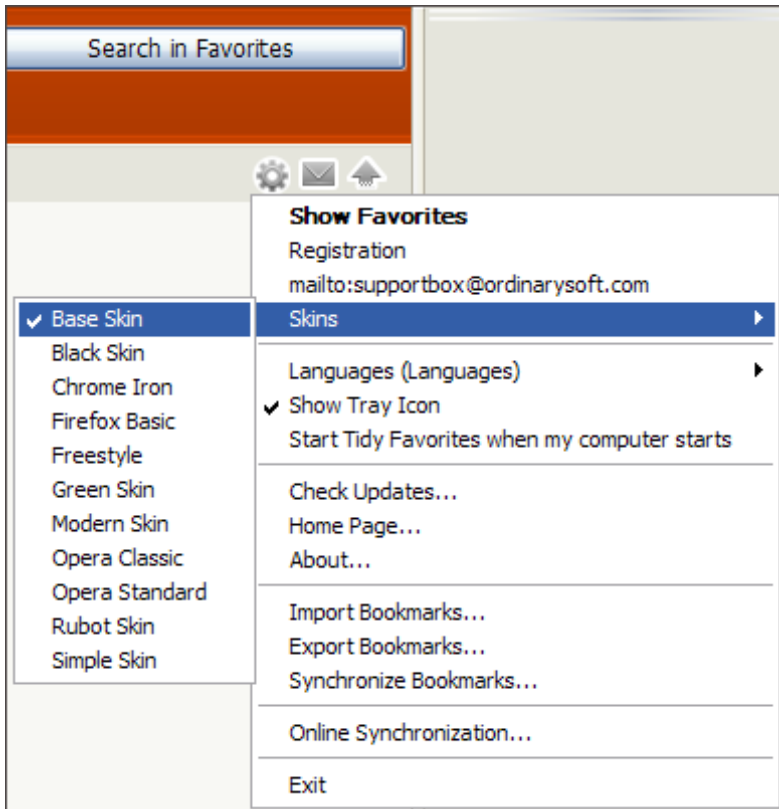 Search in Favorites
Show Favorites
Registration
mailto:supportbox@ordinarysoft.com
Skins
Base Skin
Black Skin
Chrome Iron
Firefox Basic
Freestyle
Green Skin
Modern Skin
Opera Classic
Opera Standard
Rubot Skin
Simple Skin
Languages (Languages)
Show Tray Icon
Start Tidy Favorites when my computer starts
Check Updates...
Home Page...
About...
Import Bookmarks...
Export Bookmarks...
Synchronize Bookmarks...
Online Synchronization...
Exit